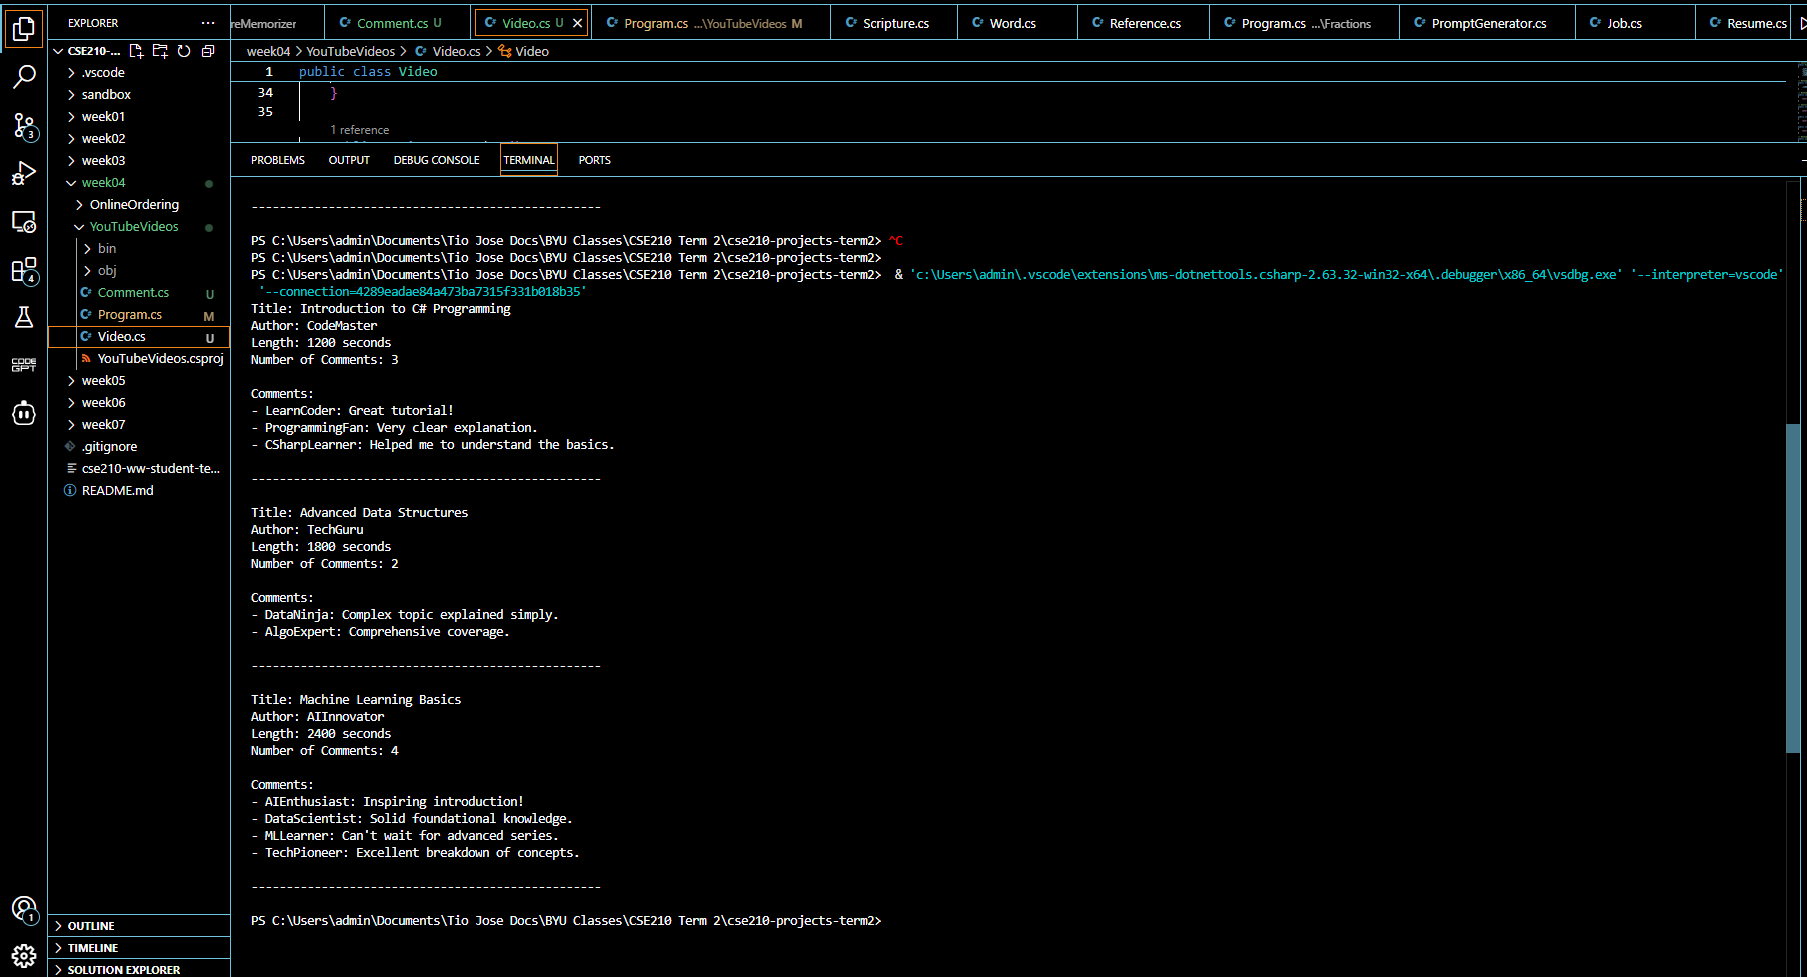 EXPLORER ···
reMemorizer
Comment.cs U
Video.cs U
Program.cs ...\YouTubeVideos M
Scripture.cs
Word.cs
Reference.cs
Program.cs ...\Fractions
PromptGenerator.cs
Job.cs
Resume.cs
CSE210-...
.vscode
sandbox
week01
week02
week03
week04
OnlineOrdering
YouTubeVideos
bin
obj
Comment.cs U
Program.cs M
Video.cs U
YouTubeVideos.csproj
week05
week06
week07
.gitignore
cse210-ww-student-te...
README.md
OUTLINE
TIMELINE
SOLUTION EXPLORER
3
4
CODE
GPT
1
week04 > YouTubeVideos > Video.cs > Video
1 public class Video
34 }
35
1 reference
PROBLEMS OUTPUT DEBUG CONSOLE TERMINAL PORTS
--------------------------------------------------
PS C:\Users\admin\Documents\Tio Jose Docs\BYU Classes\CSE210 Term 2\cse210-projects-term2> ^C
PS C:\Users\admin\Documents\Tio Jose Docs\BYU Classes\CSE210 Term 2\cse210-projects-term2>
PS C:\Users\admin\Documents\Tio Jose Docs\BYU Classes\CSE210 Term 2\cse210-projects-term2> & 'c:\Users\admin\.vscode\extensions\ms-dotnettools.csharp-2.63.32-win32-x64\.debugger\x86_64\vsdbg.exe' '--interpreter=vscode'
'--connection=4289eadae84a473ba7315f331b018b35'
Title: Introduction to C# Programming
Author: CodeMaster
Length: 1200 seconds
Number of Comments: 3
Comments:
- LearnCoder: Great tutorial!
- ProgrammingFan: Very clear explanation.
- CSharpLearner: Helped me to understand the basics.
--------------------------------------------------
Title: Advanced Data Structures
Author: TechGuru
Length: 1800 seconds
Number of Comments: 2
Comments:
- DataNinja: Complex topic explained simply.
- AlgoExpert: Comprehensive coverage.
--------------------------------------------------
Title: Machine Learning Basics
Author: AIInnovator
Length: 2400 seconds
Number of Comments: 4
Comments:
- AIEnthusiast: Inspiring introduction!
- DataScientist: Solid foundational knowledge.
- MLLearner: Can't wait for advanced series.
- TechPioneer: Excellent breakdown of concepts.
--------------------------------------------------
PS C:\Users\admin\Documents\Tio Jose Docs\BYU Classes\CSE210 Term 2\cse210-projects-term2>